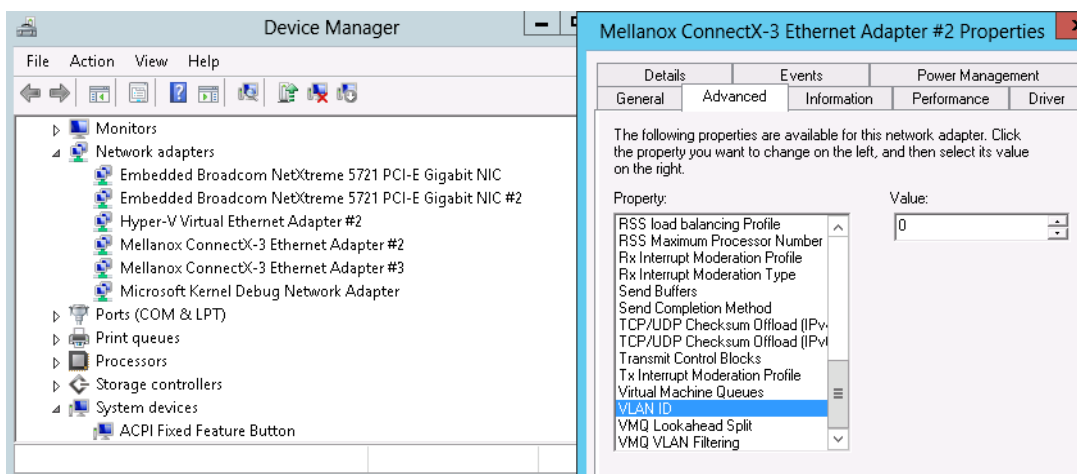 Device Manager
File Action View Help
Monitors
Network adapters
Embedded Broadcom NetXtreme 5721 PCI-E Gigabit NIC
Embedded Broadcom NetXtreme 5721 PCI-E Gigabit NIC #2
Hyper-V Virtual Ethernet Adapter #2
Mellanox ConnectX-3 Ethernet Adapter #2
Mellanox ConnectX-3 Ethernet Adapter #3
Microsoft Kernel Debug Network Adapter
Ports (COM & LPT)
Print queues
Processors
Storage controllers
System devices
ACPI Fixed Feature Button
Mellanox ConnectX-3 Ethernet Adapter #2 Properties
Details Events Power Management
General Advanced Information Performance Driver
The following properties are available for this network adapter. Click
the property you want to change on the left, and then select its value
on the right.
Property:
RSS load balancing Profile
RSS Maximum Processor Number
Rx Interrupt Moderation Profile
Rx Interrupt Moderation Type
Send Buffers
Send Completion Method
TCP/UDP Checksum Offload (IPv
TCP/UDP Checksum Offload (IPv
Transmit Control Blocks
Tx Interrupt Moderation Profile
Virtual Machine Queues
VLAN ID
VMQ Lookahead Split
VMQ VLAN Filtering
Value:
0